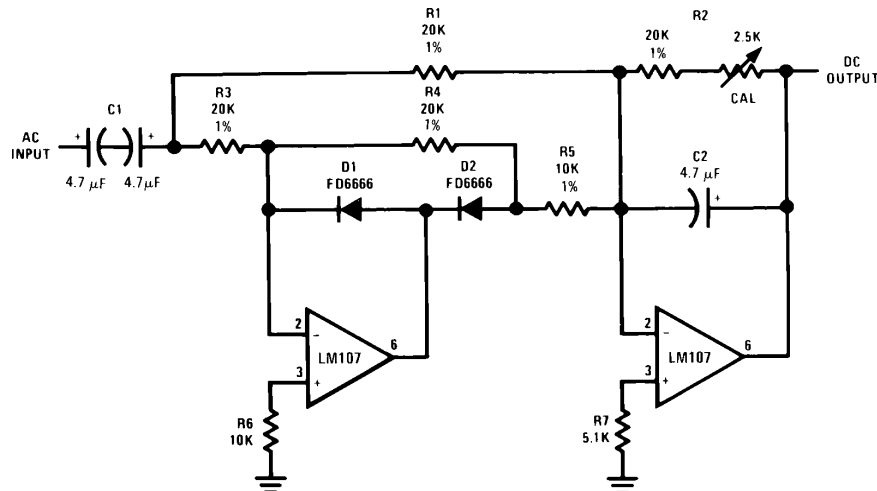 R1
20K
1%
R2
20K
1%
2.5K
CAL
DC
OUTPUT
R3
20K
1%
R4
20K
1%
C1
+
+
AC
INPUT
4.7 μF
4.7μF
D1
FD6666
D2
FD6666
R5
10K
1%
C2
4.7 μF
+
2
−
LM107
6
3
+
R6
10K
2
−
LM107
6
3
+
R7
5.1K